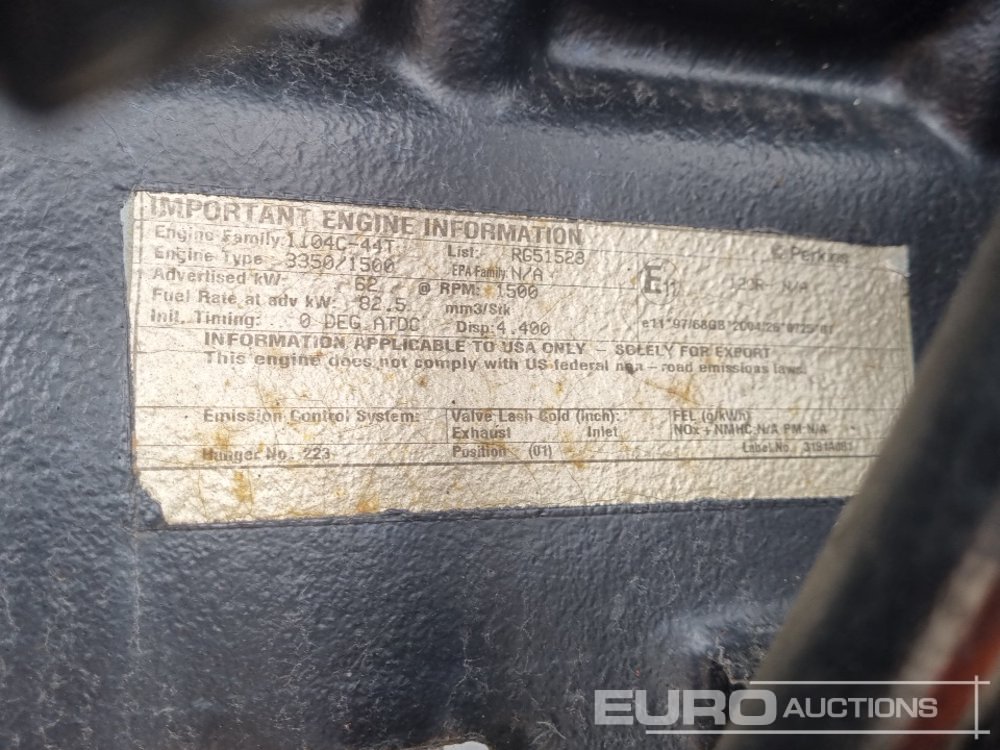 IMPORTANT ENGINE INFORMATION
Engine Family: 1104C-44T List: RG51523 Perkins
Engine Type 3350/1500 EPA Family: N/A
Advertised kW 62 @ RPM: 1500 E11 N/A
Fuel Rate at adv kW 82.5 mm3/Stk
Init. Timing: 0 DEG ATDC Disp: 4.400
INFORMATION APPLICABLE TO USA ONLY SOLELY FOR EXPORT
This engine does not comply with US federal non-road emissions laws.
Emission Control System: Valve Lash Cold (inch): FEL (g/kWh)
Exhaust Inlet NOx + NMHC: N/A PM: N/A
Hanger No. 223 Position (01) Label No.
EURO AUCTIONS